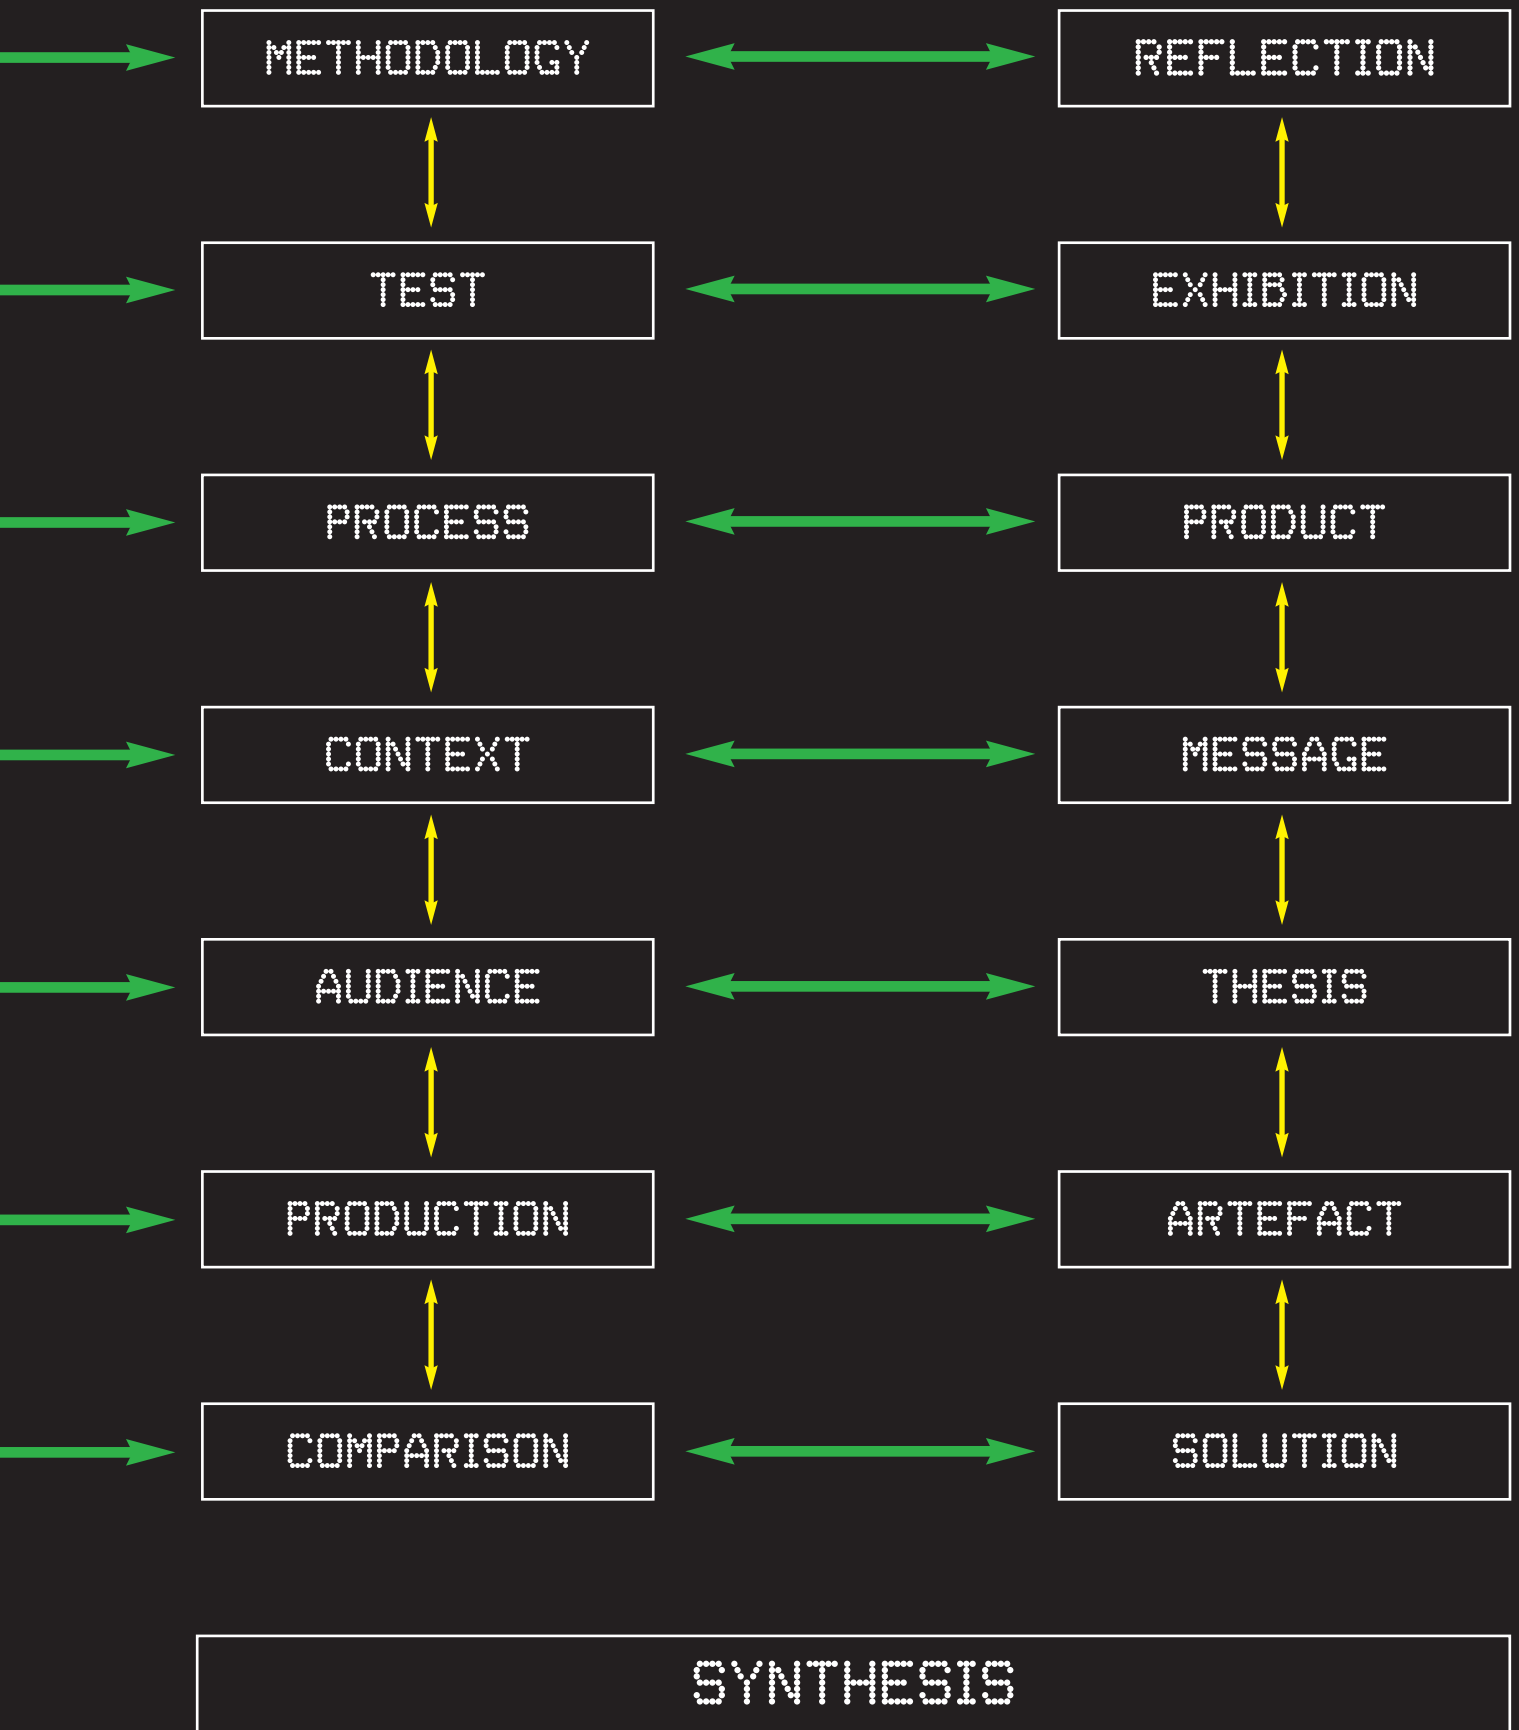 METHODOLOGY
REFLECTION
TEST
EXHIBITION
PROCESS
PRODUCT
CONTEXT
MESSAGE
AUDIENCE
THESIS
PRODUCTION
ARTEFACT
COMPARISON
SOLUTION
SYNTHESIS